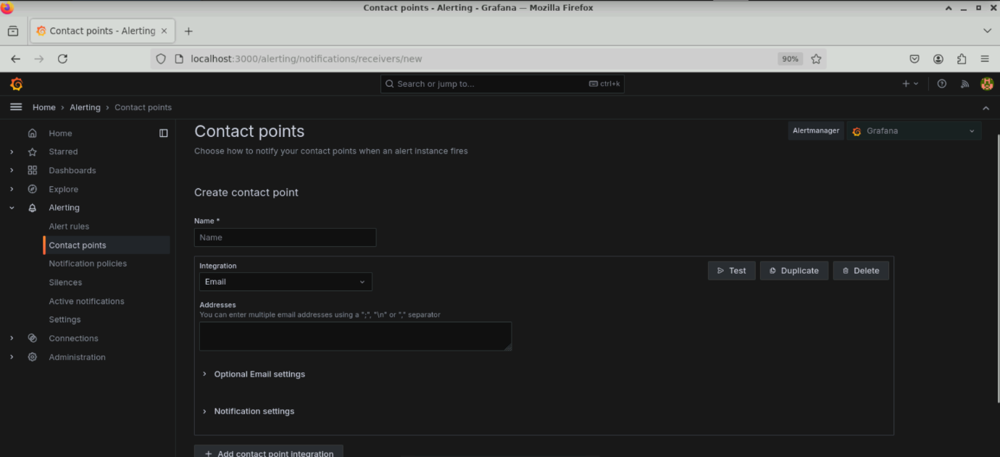 Contact points - Alerting - Grafana — Mozilla Firefox
Contact points - Alerting
localhost:3000/alerting/notifications/receivers/new
90%
Search or jump to...
ctrl+k
Home › Alerting › Contact points
Home
Starred
Dashboards
Explore
Alerting
Alert rules
Contact points
Notification policies
Silences
Active notifications
Settings
Connections
Administration
Contact points
Alertmanager
Grafana
Choose how to notify your contact points when an alert instance fires
Create contact point
Name *
Name
Integration
Email
Test
Duplicate
Delete
Addresses
You can enter multiple email addresses using a ";", "\n" or "," separator
Optional Email settings
Notification settings
Add contact point integration